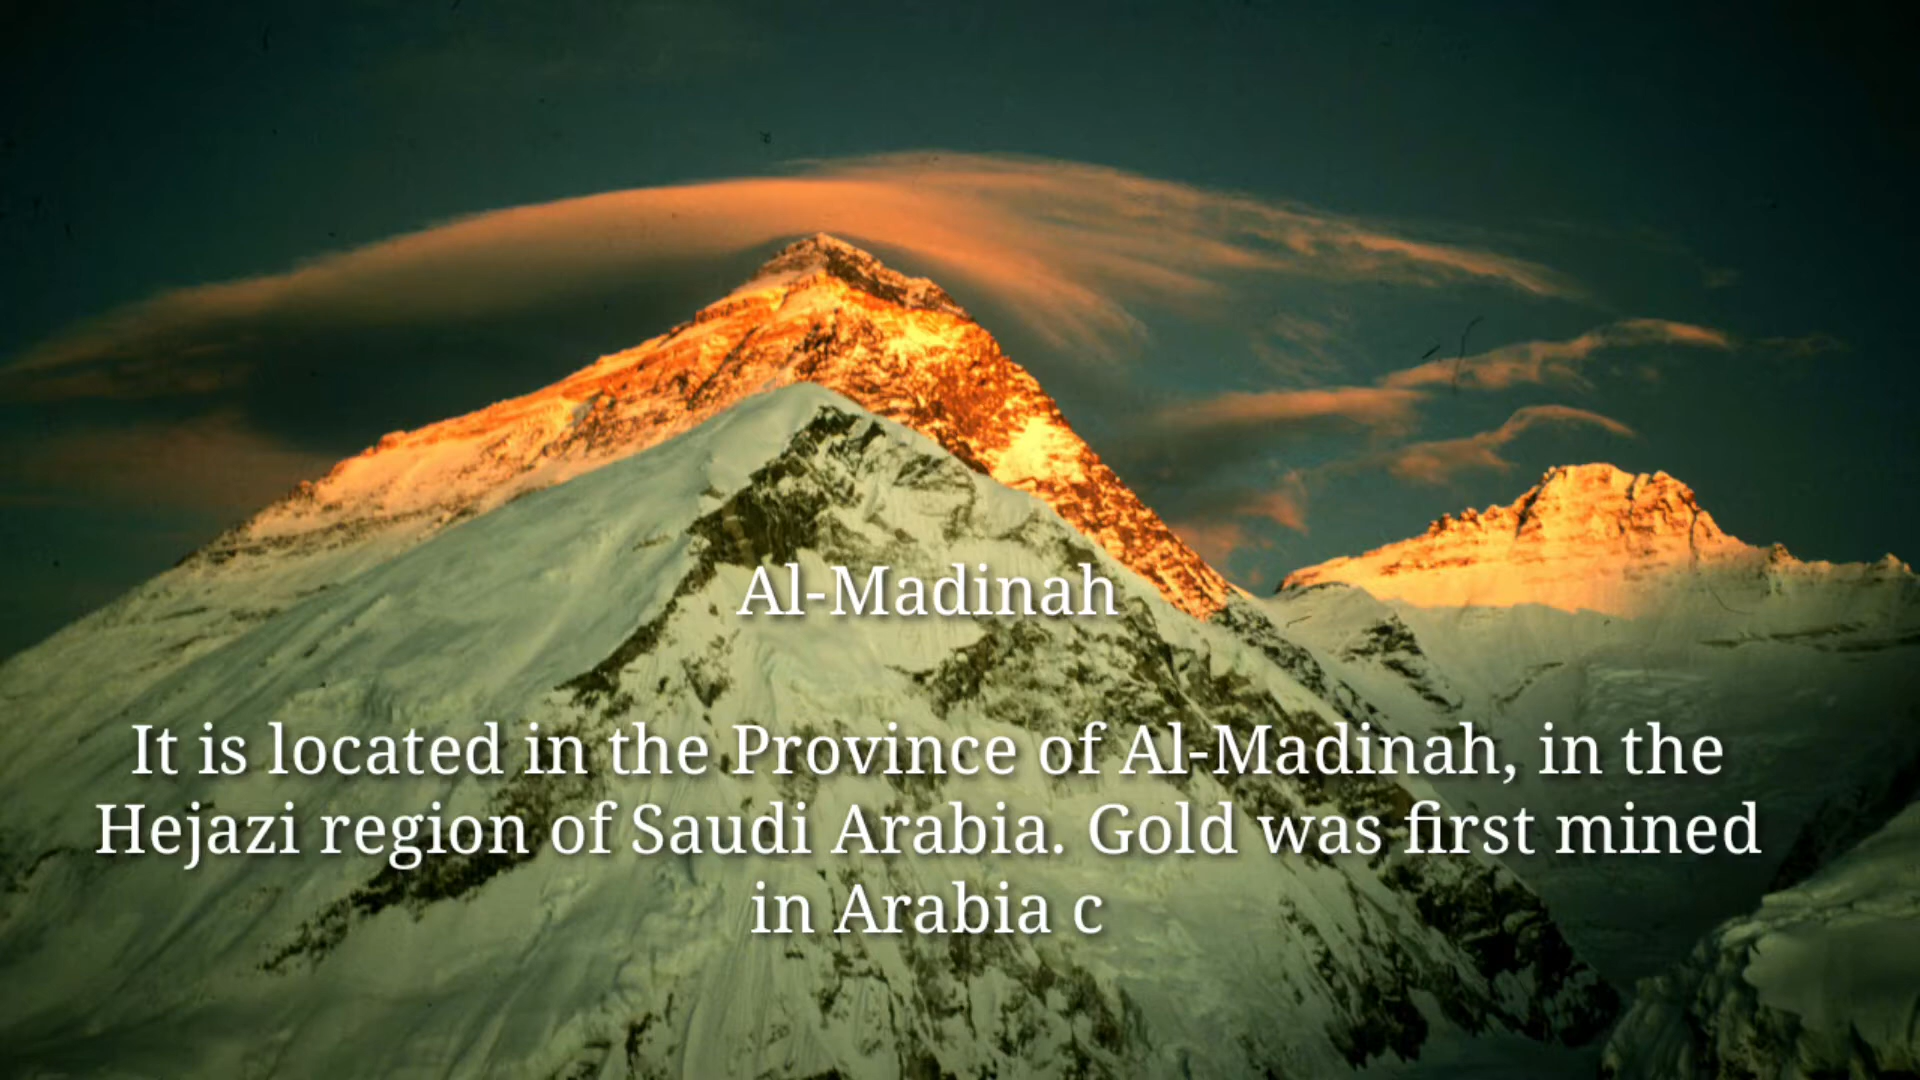 Al-Madinah
It is located in the Province of Al-Madinah, in the
Hejazi region of Saudi Arabia. Gold was first mined
in Arabia c